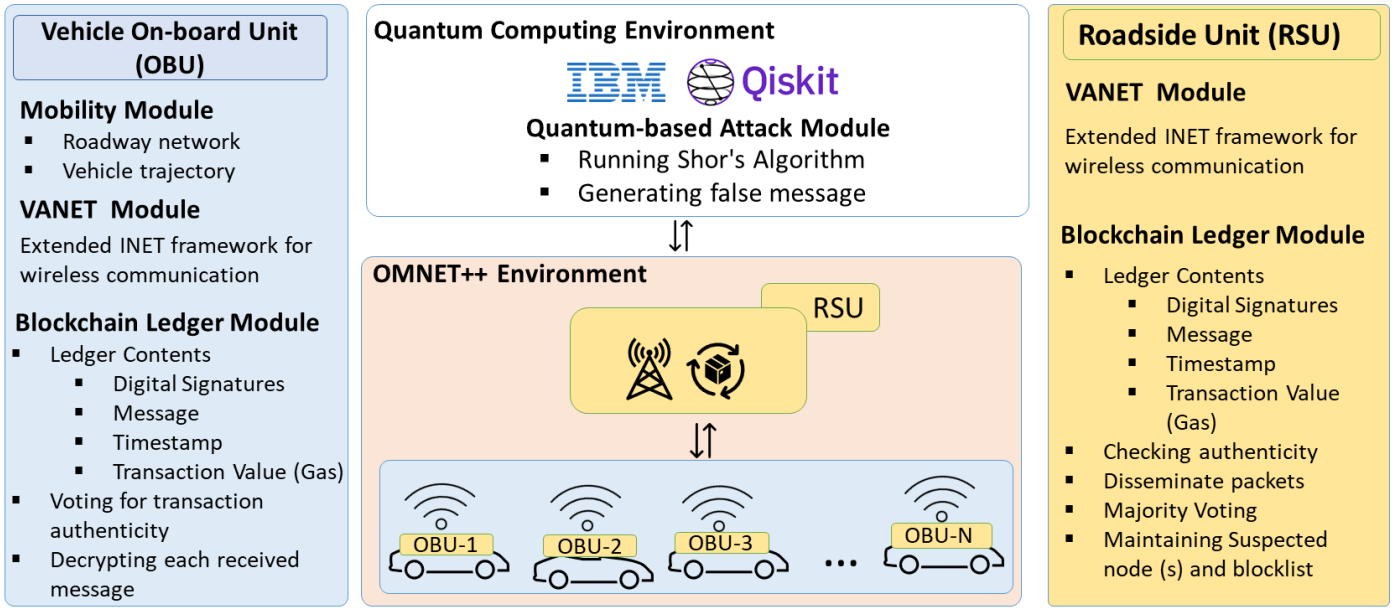 Vehicle On-board Unit
(OBU)
Mobility Module
▪ Roadway network
▪ Vehicle trajectory
VANET Module
Extended INET framework for
wireless communication
Blockchain Ledger Module
▪ Ledger Contents
▪ Digital Signatures
▪ Message
▪ Timestamp
▪ Transaction Value (Gas)
▪ Voting for transaction
authenticity
▪ Decrypting each received
message
Quantum Computing Environment
IBM Qiskit
Quantum-based Attack Module
▪ Running Shor's Algorithm
▪ Generating false message
OMNET++ Environment
RSU
OBU-1
OBU-2
OBU-3
...
OBU-N
Roadside Unit (RSU)
VANET Module
Extended INET framework for
wireless communication
Blockchain Ledger Module
▪ Ledger Contents
▪ Digital Signatures
▪ Message
▪ Timestamp
▪ Transaction Value
(Gas)
▪ Checking authenticity
▪ Disseminate packets
▪ Majority Voting
▪ Maintaining Suspected
node (s) and blocklist